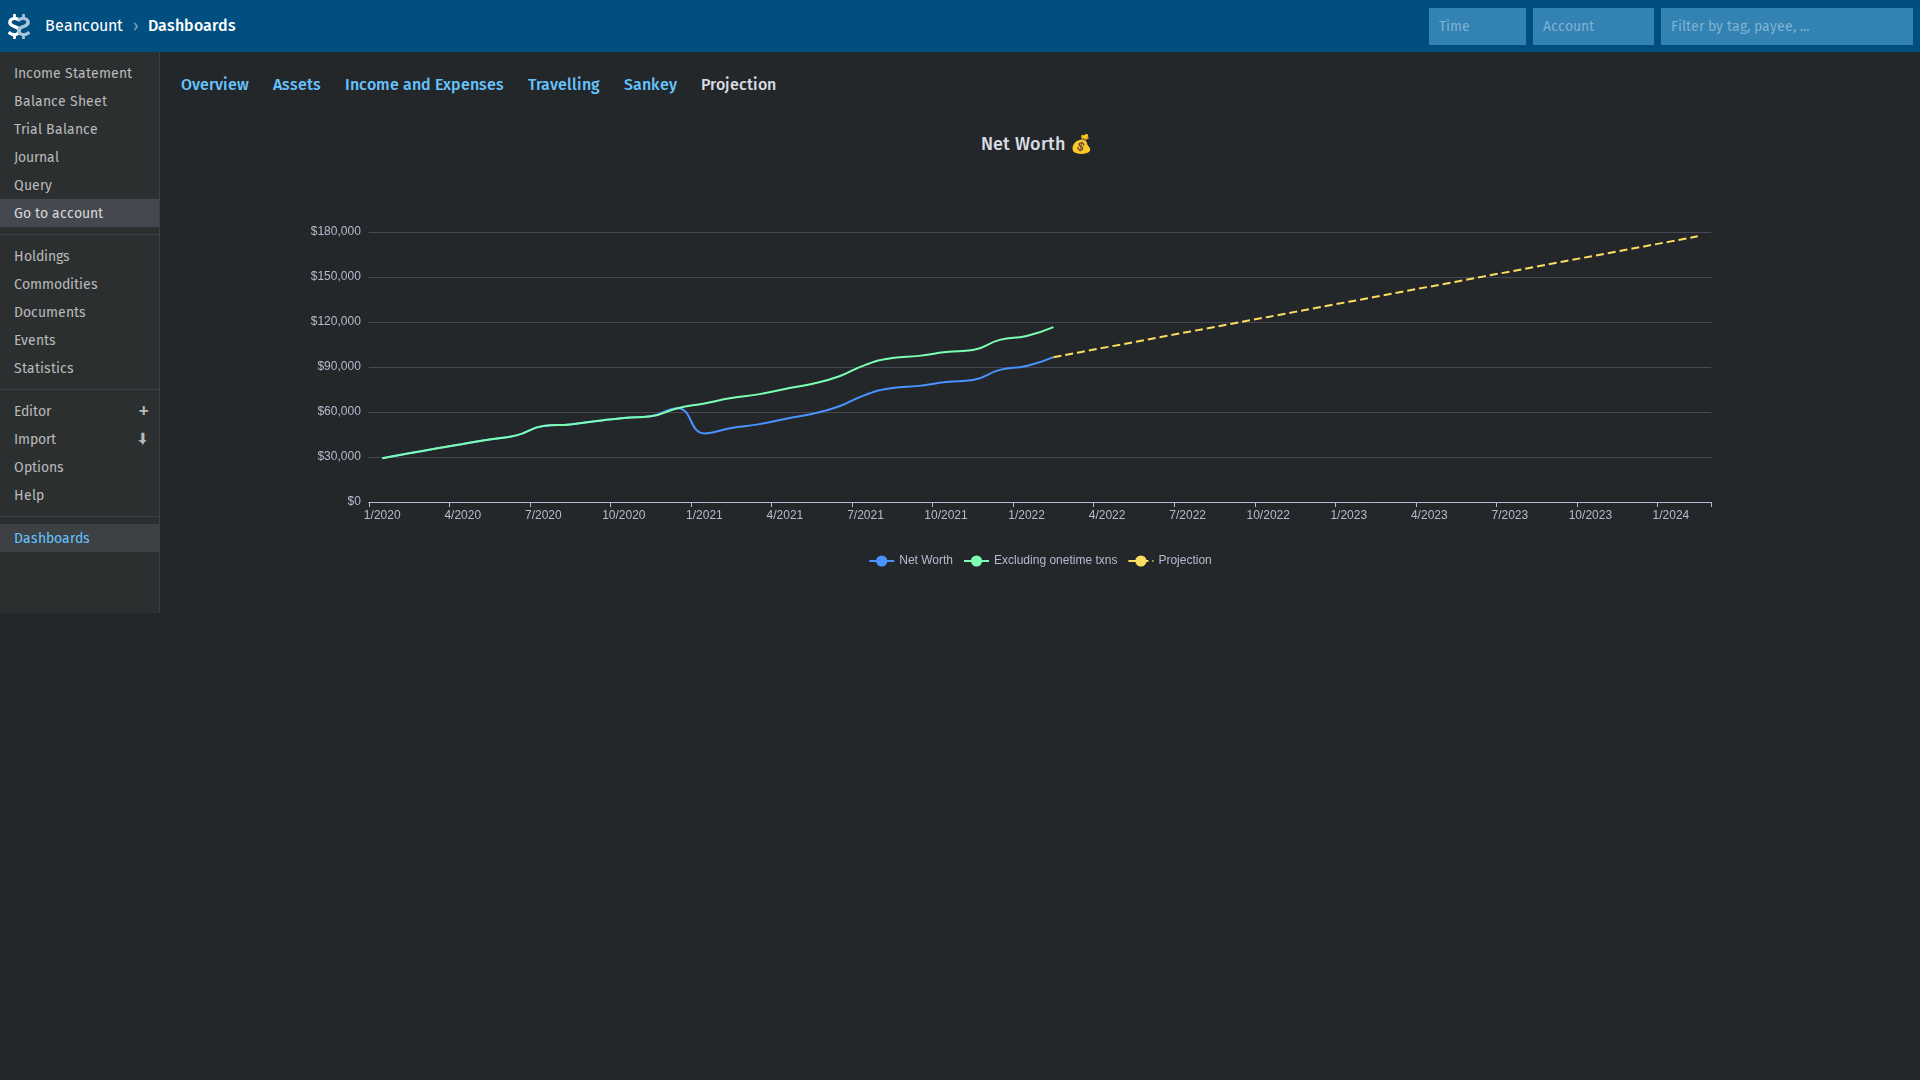 Beancount › Dashboards
Time
Account
Filter by tag, payee, ...
Income Statement
Balance Sheet
Trial Balance
Journal
Query
Go to account
Holdings
Commodities
Documents
Events
Statistics
Editor +
Import ⬇
Options
Help
Dashboards
Overview Assets Income and Expenses Travelling Sankey Projection
Net Worth 💰
$180,000
$150,000
$120,000
$90,000
$60,000
$30,000
$0
1/2020 4/2020 7/2020 10/2020 1/2021 4/2021 7/2021 10/2021 1/2022 4/2022 7/2022 10/2022 1/2023 4/2023 7/2023 10/2023 1/2024
Net Worth Excluding onetime txns Projection